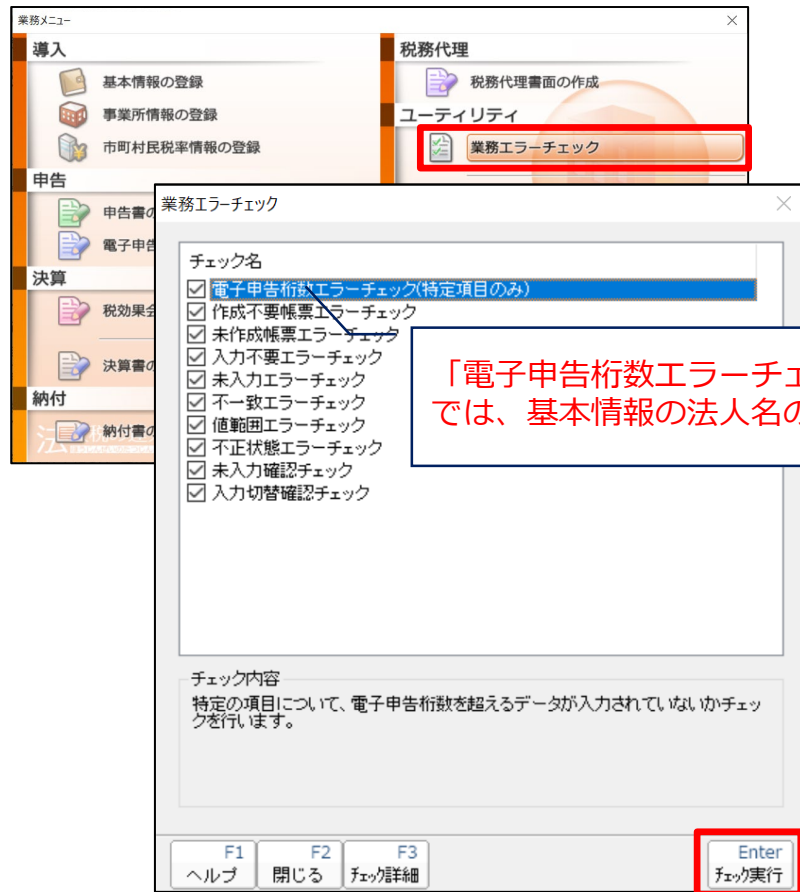 業務メニュー
導入
基本情報の登録
事業所情報の登録
市町村民税率情報の登録
申告
申告書の
電子申告
決算
税効果会
決算書の
納付
納付書の
税務代理
税務代理書面の作成
ユーティリティ
業務エラーチェック
業務エラーチェック
チェック名
電子申告桁数エラーチェック(特定項目のみ)
作成不要帳票エラーチェック
未作成帳票エラーチェック
入力不要エラーチェック
未入力エラーチェック
不一致エラーチェック
値範囲エラーチェック
不正状態エラーチェック
未入力確認チェック
入力切替確認チェック
「電子申告桁数エラーチェ
では、基本情報の法人名の
チェック内容
特定の項目について、電子申告桁数を超えるデータが入力されていないかチェッ
クを行います。
F1
ヘルプ
F2
閉じる
F3
チェック詳細
Enter
チェック実行